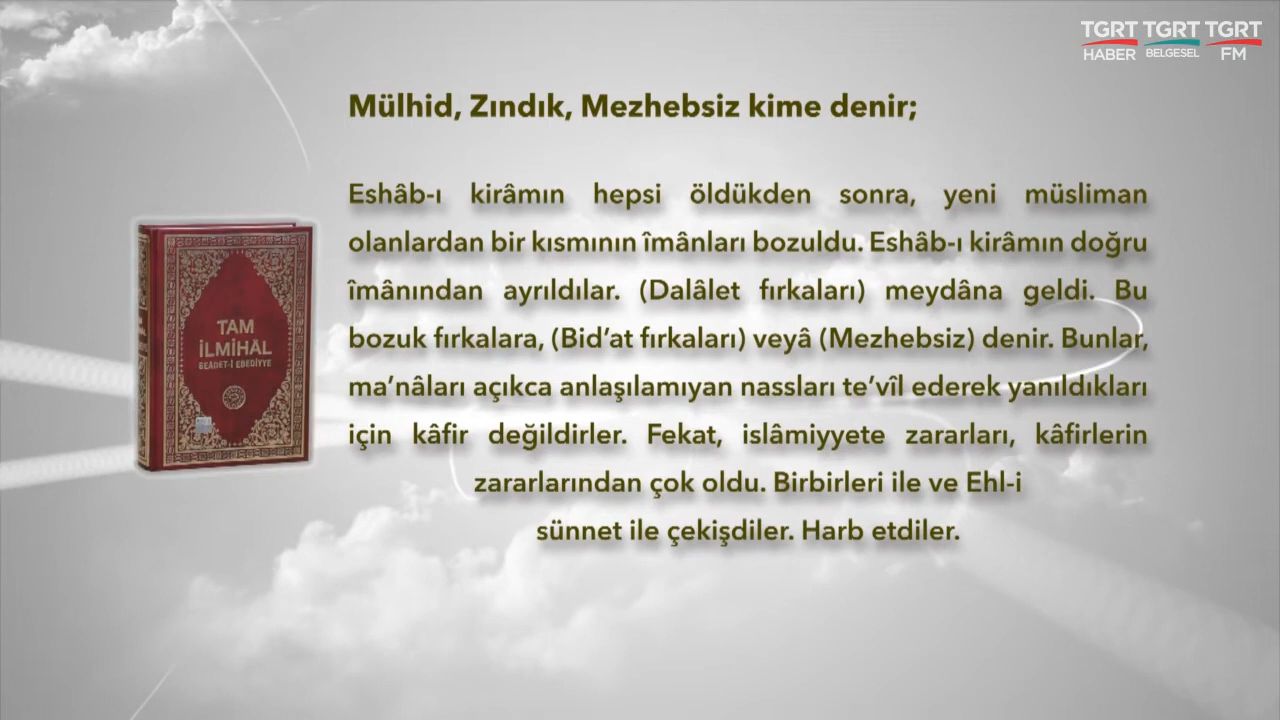 TGRT TGRT TGRT
HABER BELGESEL FM
Mülhid, Zındık, Mezhebsiz kime denir;
Eshâb-ı kirâmın hepsi öldükden sonra, yeni müsliman
olanlardan bir kısmının îmânları bozuldu. Eshâb-ı kirâmın doğru
îmânından ayrıldılar. (Dalâlet fırkaları) meydâna geldi. Bu
bozuk fırkalara, (Bid’at fırkaları) veyâ (Mezhebsiz) denir. Bunlar,
ma’nâları açıkca anlaşılamıyan nassları te’vîl ederek yanıldıkları
için kâfir değildirler. Fekat, islâmiyyete zararları, kâfirlerin
zararlarından çok oldu. Birbirleri ile ve Ehl-i
sünnet ile çekişdiler. Harb etdiler.
TAM
İLMİHAL
SEADET-İ EBEDİYYE